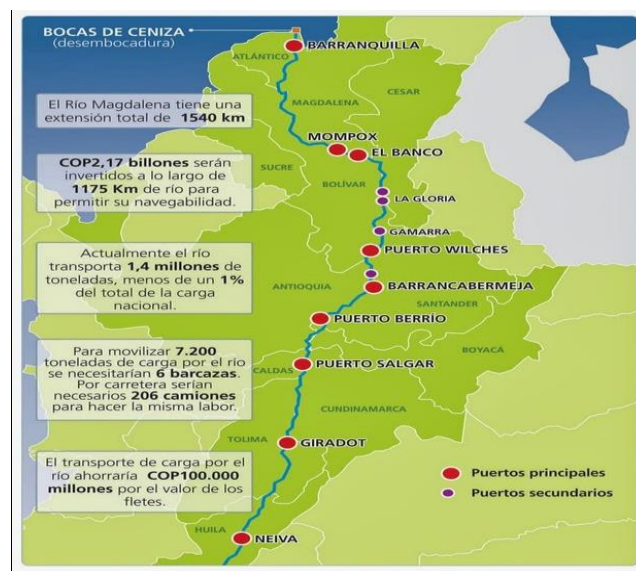 BOCAS DE CENIZA
(desembocadura)
BARRANQUILLA
ATLÁNTICO
CESAR
MAGDALENA
El Río Magdalena tiene una
extensión total de 1540 km
MOMPOX
EL BANCO
SUCRE
COP2,17 billones serán
invertidos a lo largo de
1175 Km de río para
permitir su navegabilidad.
BOLÍVAR
LA GLORIA
GAMARRA
PUERTO WILCHES
Actualmente el río
transporta 1,4 millones de
toneladas, menos de un 1%
del total de la carga
nacional.
ANTIOQUIA
BARRANCABERMEJA
SANTANDER
PUERTO BERRÍO
BOYACÁ
Para movilizar 7.200
toneladas de carga por el río
se necesitarían 6 barcazas.
Por carretera serían
necesarios 206 camiones
para hacer la misma labor.
PUERTO SALGAR
CALDAS
CUNDINAMARCA
TOLIMA
GIRADOT
El transporte de carga por el
río ahorraría COP100.000
millones por el valor de los
fletes.
Puertos principales
Puertos secundarios
HUILA
NEIVA